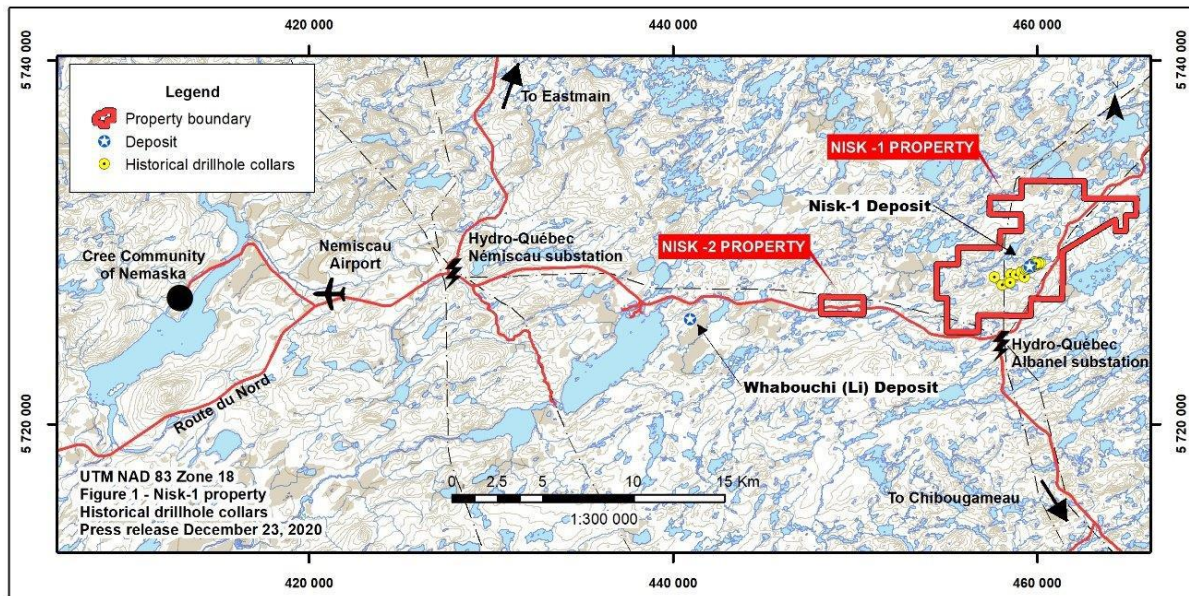 420 000
440 000
460 000
5 740 000
5 740 000
Legend
Property boundary
Deposit
Historical drillhole collars
To Eastmain
NISK -1 PROPERTY
Nisk-1 Deposit
NISK -2 PROPERTY
Cree Community
of Nemaska
Nemiscau
Airport
Hydro-Québec
Némiscau substation
Hydro-Québec
Albanel substation
Whabouchi (Li) Deposit
Route du Nord
5 720 000
5 720 000
UTM NAD 83 Zone 18
Figure 1 - Nisk-1 property
Historical drillhole collars
Press release December 23, 2020
0 2,5 5 10 15 Km
1:300 000
To Chibougameau
420 000
440 000
460 000